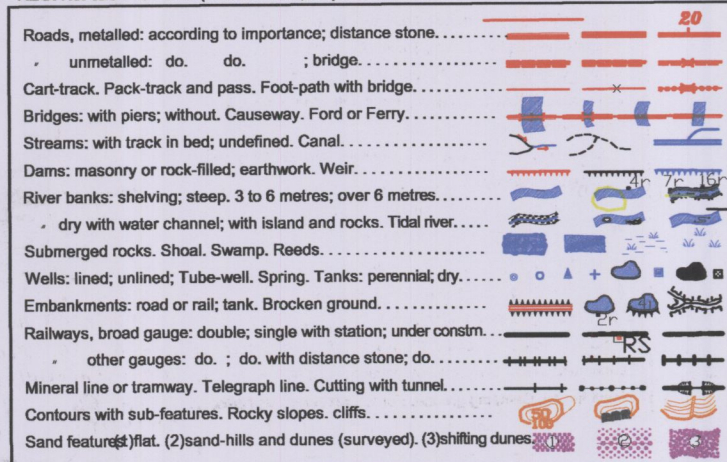 20
Roads, metalled: according to importance; distance stone
" unmetalled: do. do. ; bridge
Cart-track. Pack-track and pass. Foot-path with bridge
Bridges: with piers; without. Causeway. Ford or Ferry
Streams: with track in bed; undefined. Canal
Dams: masonry or rock-filled; earthwork. Weir
4r 7r 16r
River banks: shelving; steep. 3 to 6 metres; over 6 metres
" dry with water channel; with island and rocks. Tidal river
Submerged rocks. Shoal. Swamp. Reeds
Wells: lined; unlined; Tube-well. Spring. Tanks: perennial; dry
Embankments: road or rail; tank. Brocken ground
2r
Railways, broad gauge: double; single with station; under constrn
RS
" other gauges: do. ; do. with distance stone; do
Mineral line or tramway. Telegraph line. Cutting with tunnel
Contours with sub-features. Rocky slopes. cliffs
50
100
Sand features(1)flat. (2)sand-hills and dunes (surveyed). (3)shifting dunes
1 2 3